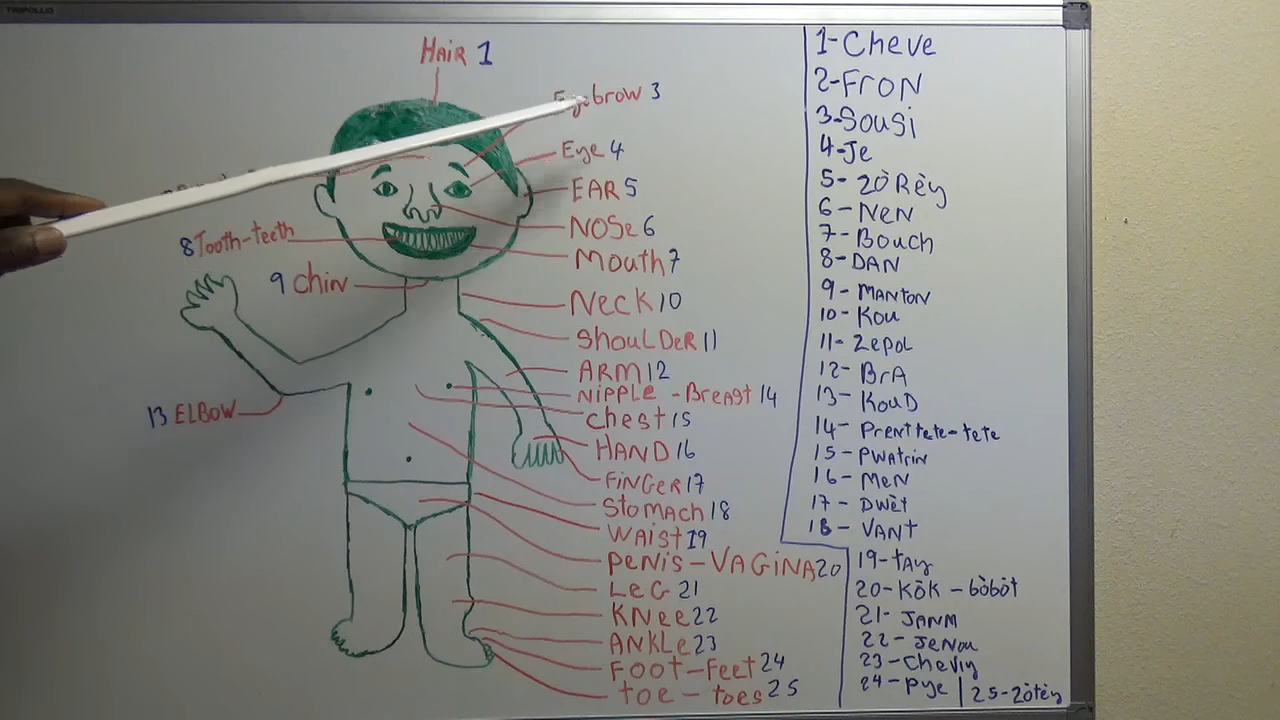 TRIPOLLO
HAIR 1
Eyebrow 3
Eye 4
EAR 5
NOSe 6
8 Tooth-teeth
Mouth 7
9 Chin
NeCK 10
ShouLDeR 11
ARM 12
NiPPLe - BreAst 14
13 ELBOW
Chest 15
HAND 16
FiNGeR 17
Stomach 18
WAist 19
PeNis - VAGiNA 20
LeG 21
KNee 22
ANKLe 23
FOOT-Feet 24
toe - toes 25
1- Cheve
2- FroN
3- Sousi
4- Je
5- Zòrèy
6- NeN
7- Bouch
8- DAN
9- MANtoN
10- Kou
11- Zepol
12- BrA
13- KouD
14- Prenttete-tete
15- PWAtrin
16- MeN
17- Dwèt
18- VANt
19- tAy
20- KòK - bòbòt
21- JANM
22- JeNou
23- Cheviy
24- Pye | 25- Zòtèy